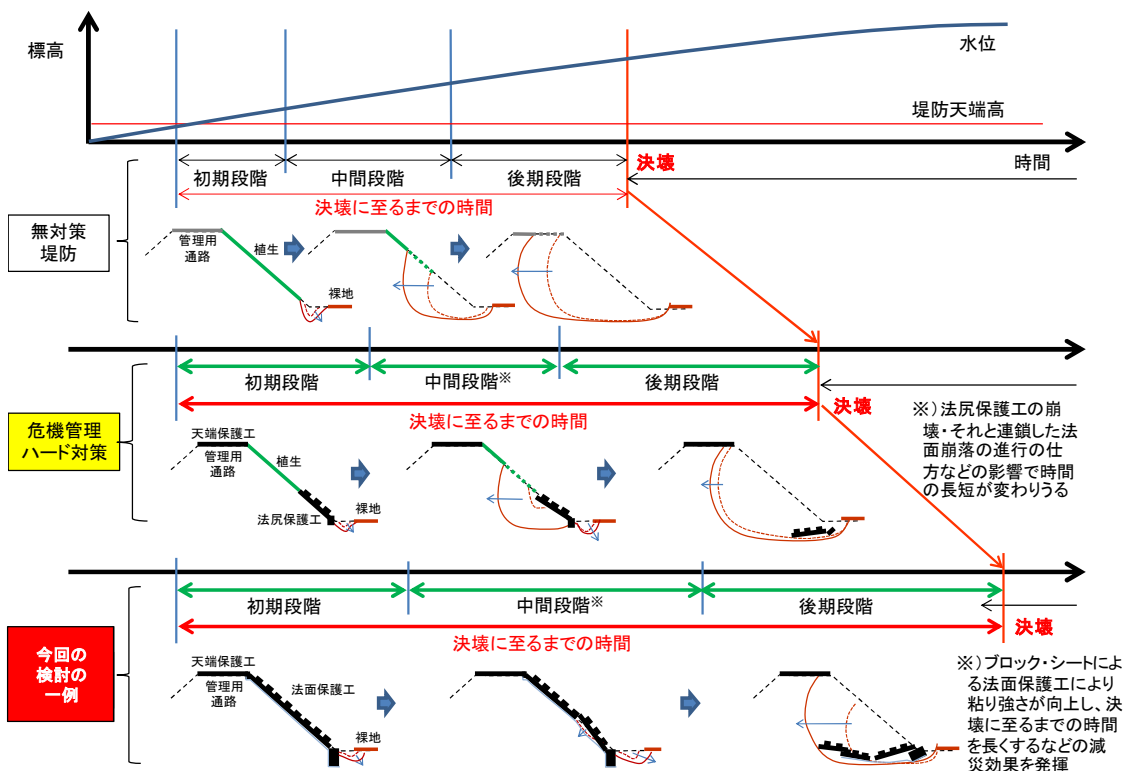 標高
水位
堤防天端高
時間
初期段階
中間段階
後期段階
決壊
決壊に至るまでの時間
無対策
堤防
管理用
通路
植生
裸地
初期段階
中間段階※
後期段階
決壊に至るまでの時間
決壊
危機管理
ハード対策
天端保護工
管理用
通路
植生
法尻保護工
裸地
※)法尻保護工の崩
壊・それと連鎖した法
面崩落の進行の仕
方などの影響で時間
の長短が変わりうる
初期段階
中間段階※
後期段階
決壊に至るまでの時間
決壊
今回の
検討の
一例
天端保護工
管理用
通路
法面保護工
裸地
※)ブロック・シートによ
る法面保護工により
粘り強さが向上し、決
壊に至るまでの時間
を長くするなどの減
災効果を発揮